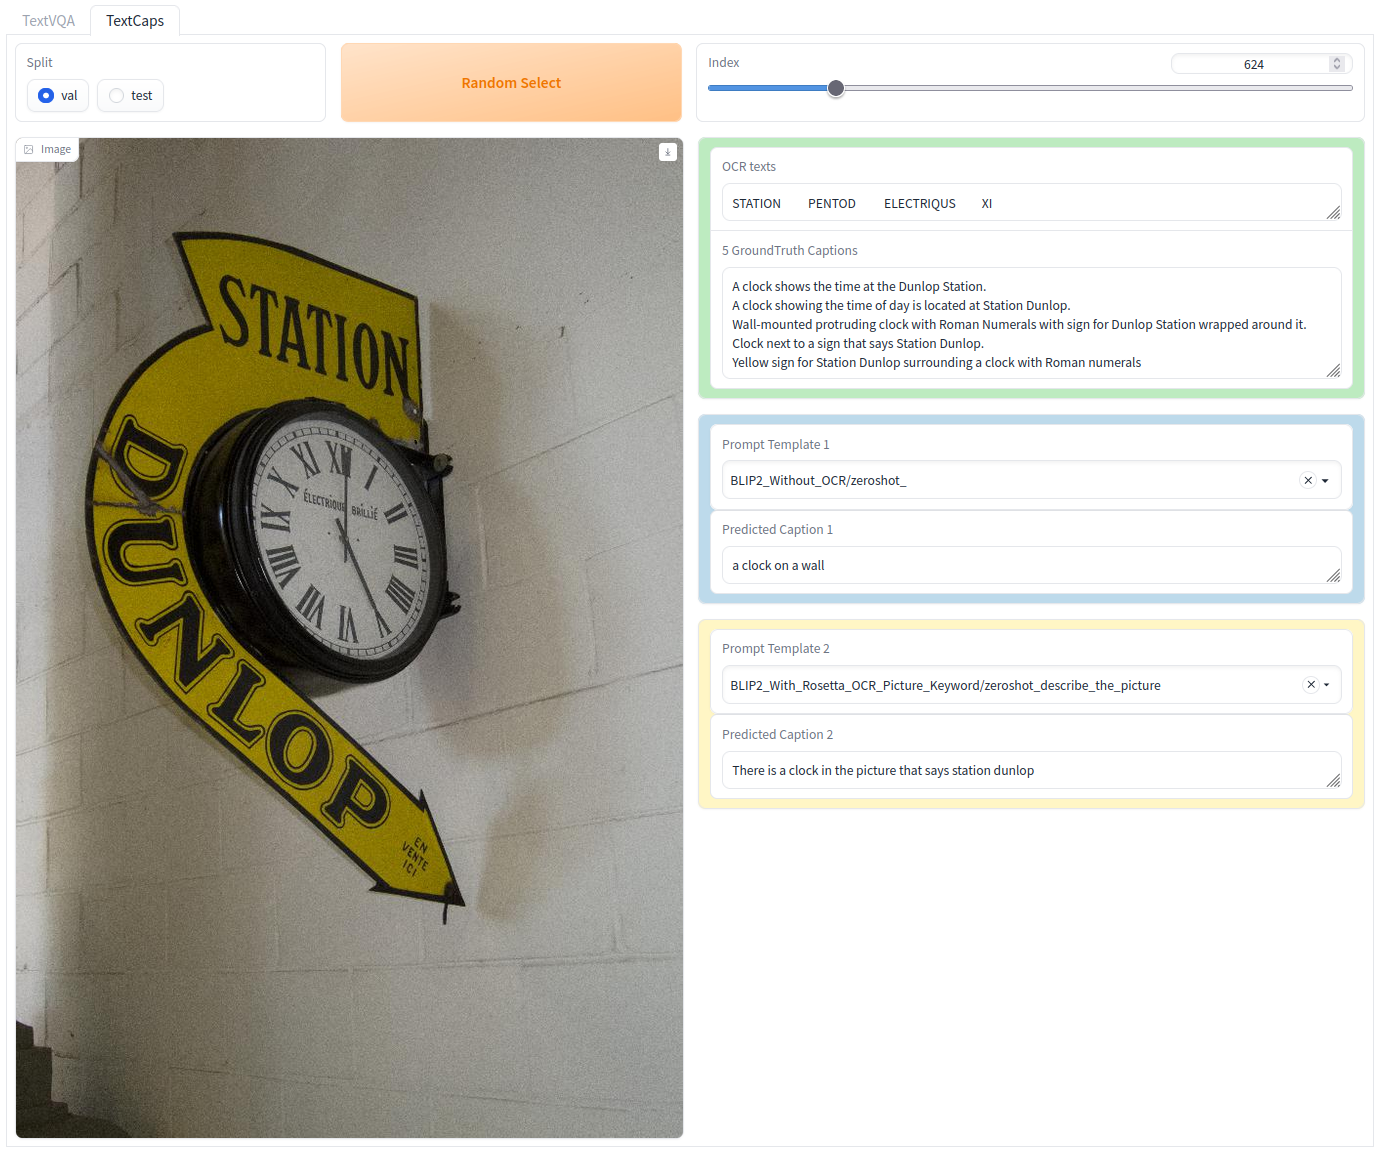 TextVQA
TextCaps
Split
val
test
Random Select
Index
624
Image
STATION
DUNLOP
EN
VENTE
ICI
XII
I
II
III
IIII
V
VI
VII
VIII
IX
X
XI
ÉLECTRIQUE BRILLIÉ
OCR texts
STATION PENTOD ELECTRIQUS XI
5 GroundTruth Captions
A clock shows the time at the Dunlop Station.
A clock showing the time of day is located at Station Dunlop.
Wall-mounted protruding clock with Roman Numerals with sign for Dunlop Station wrapped around it.
Clock next to a sign that says Station Dunlop.
Yellow sign for Station Dunlop surrounding a clock with Roman numerals
Prompt Template 1
BLIP2_Without_OCR/zeroshot_
Predicted Caption 1
a clock on a wall
Prompt Template 2
BLIP2_With_Rosetta_OCR_Picture_Keyword/zeroshot_describe_the_picture
Predicted Caption 2
There is a clock in the picture that says station dunlop